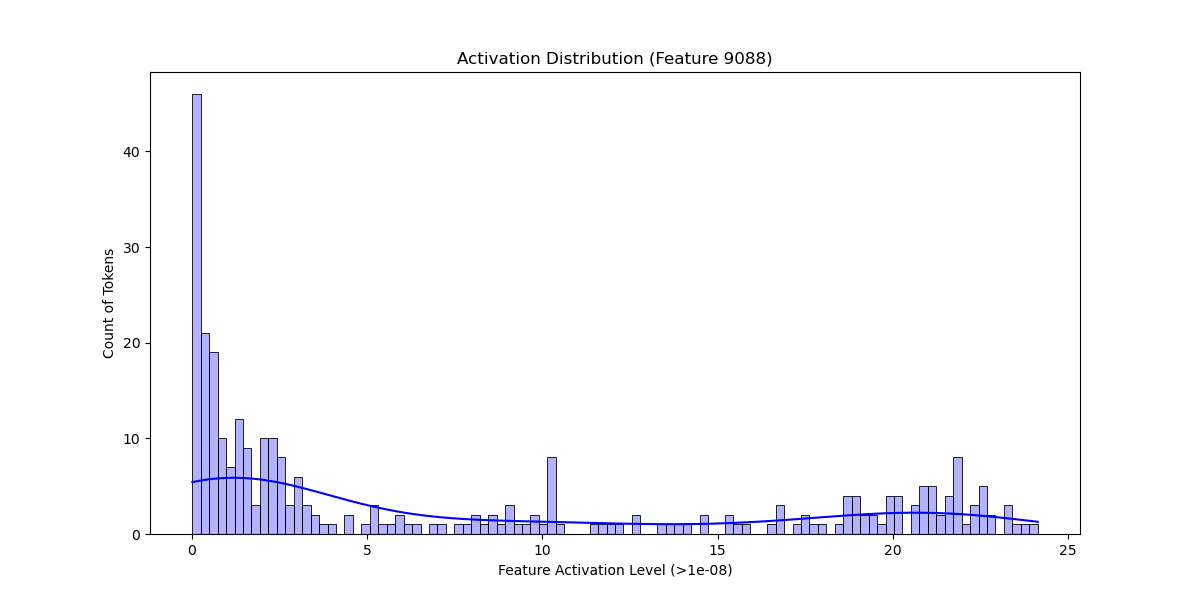 Activation Distribution (Feature 9088)
Count of Tokens
40
30
20
10
0
0 5 10 15 20 25
Feature Activation Level (>1e-08)